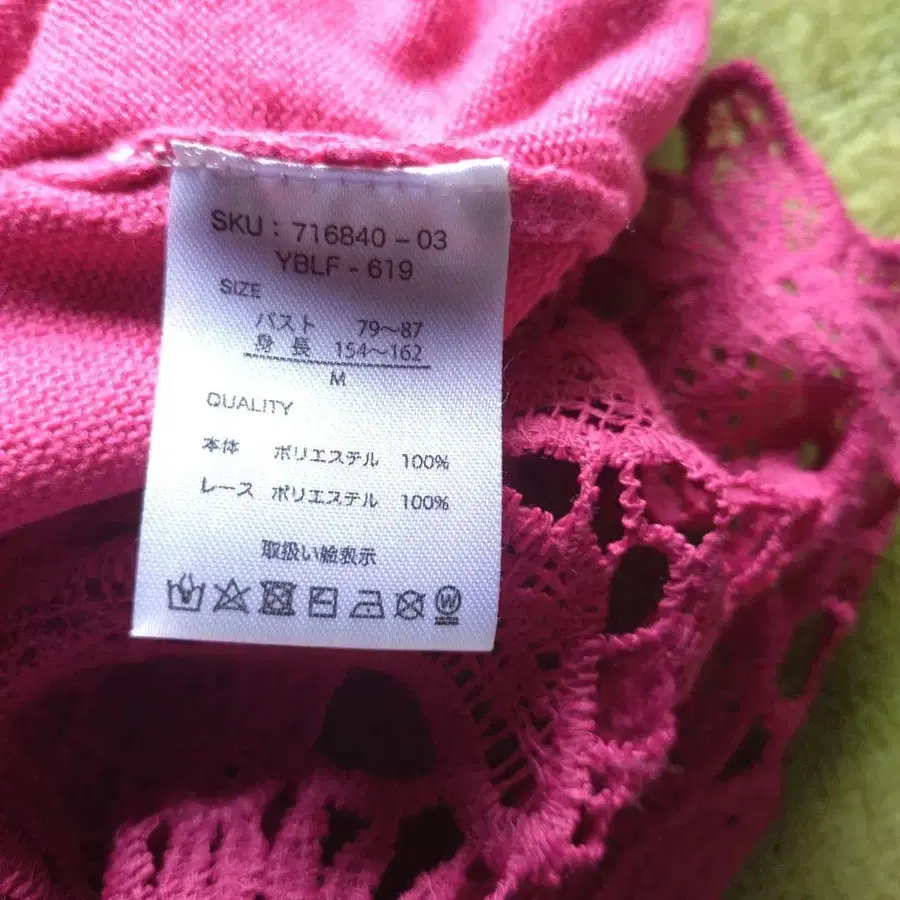 SKU : 716840 - 03
YBLF - 619
SIZE
バスト 79～87
身長 154～162
M
QUALITY
本体 ポリエステル 100%
レース ポリエステル 100%
取扱い絵表示
W